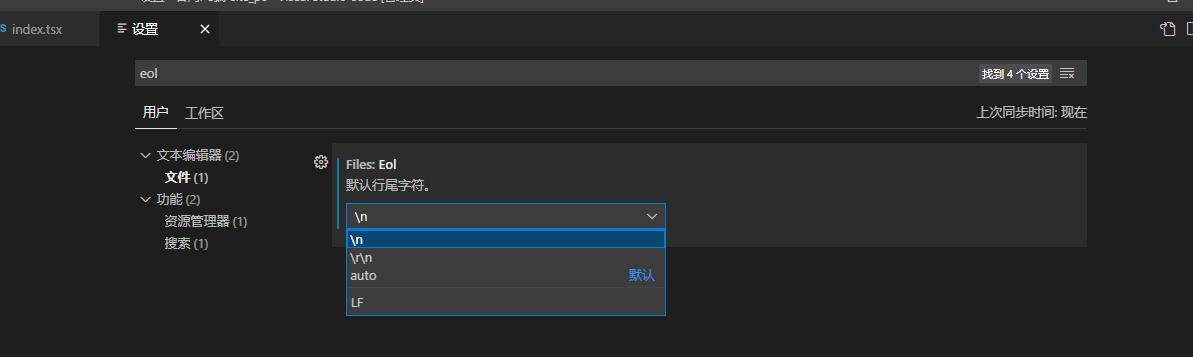 index.tsx
设置
eol
找到 4 个设置
用户
工作区
上次同步时间: 现在
文本编辑器 (2)
文件 (1)
功能 (2)
资源管理器 (1)
搜索 (1)
Files: Eol
默认行尾字符。
\n
\n
\r\n
auto
默认
LF